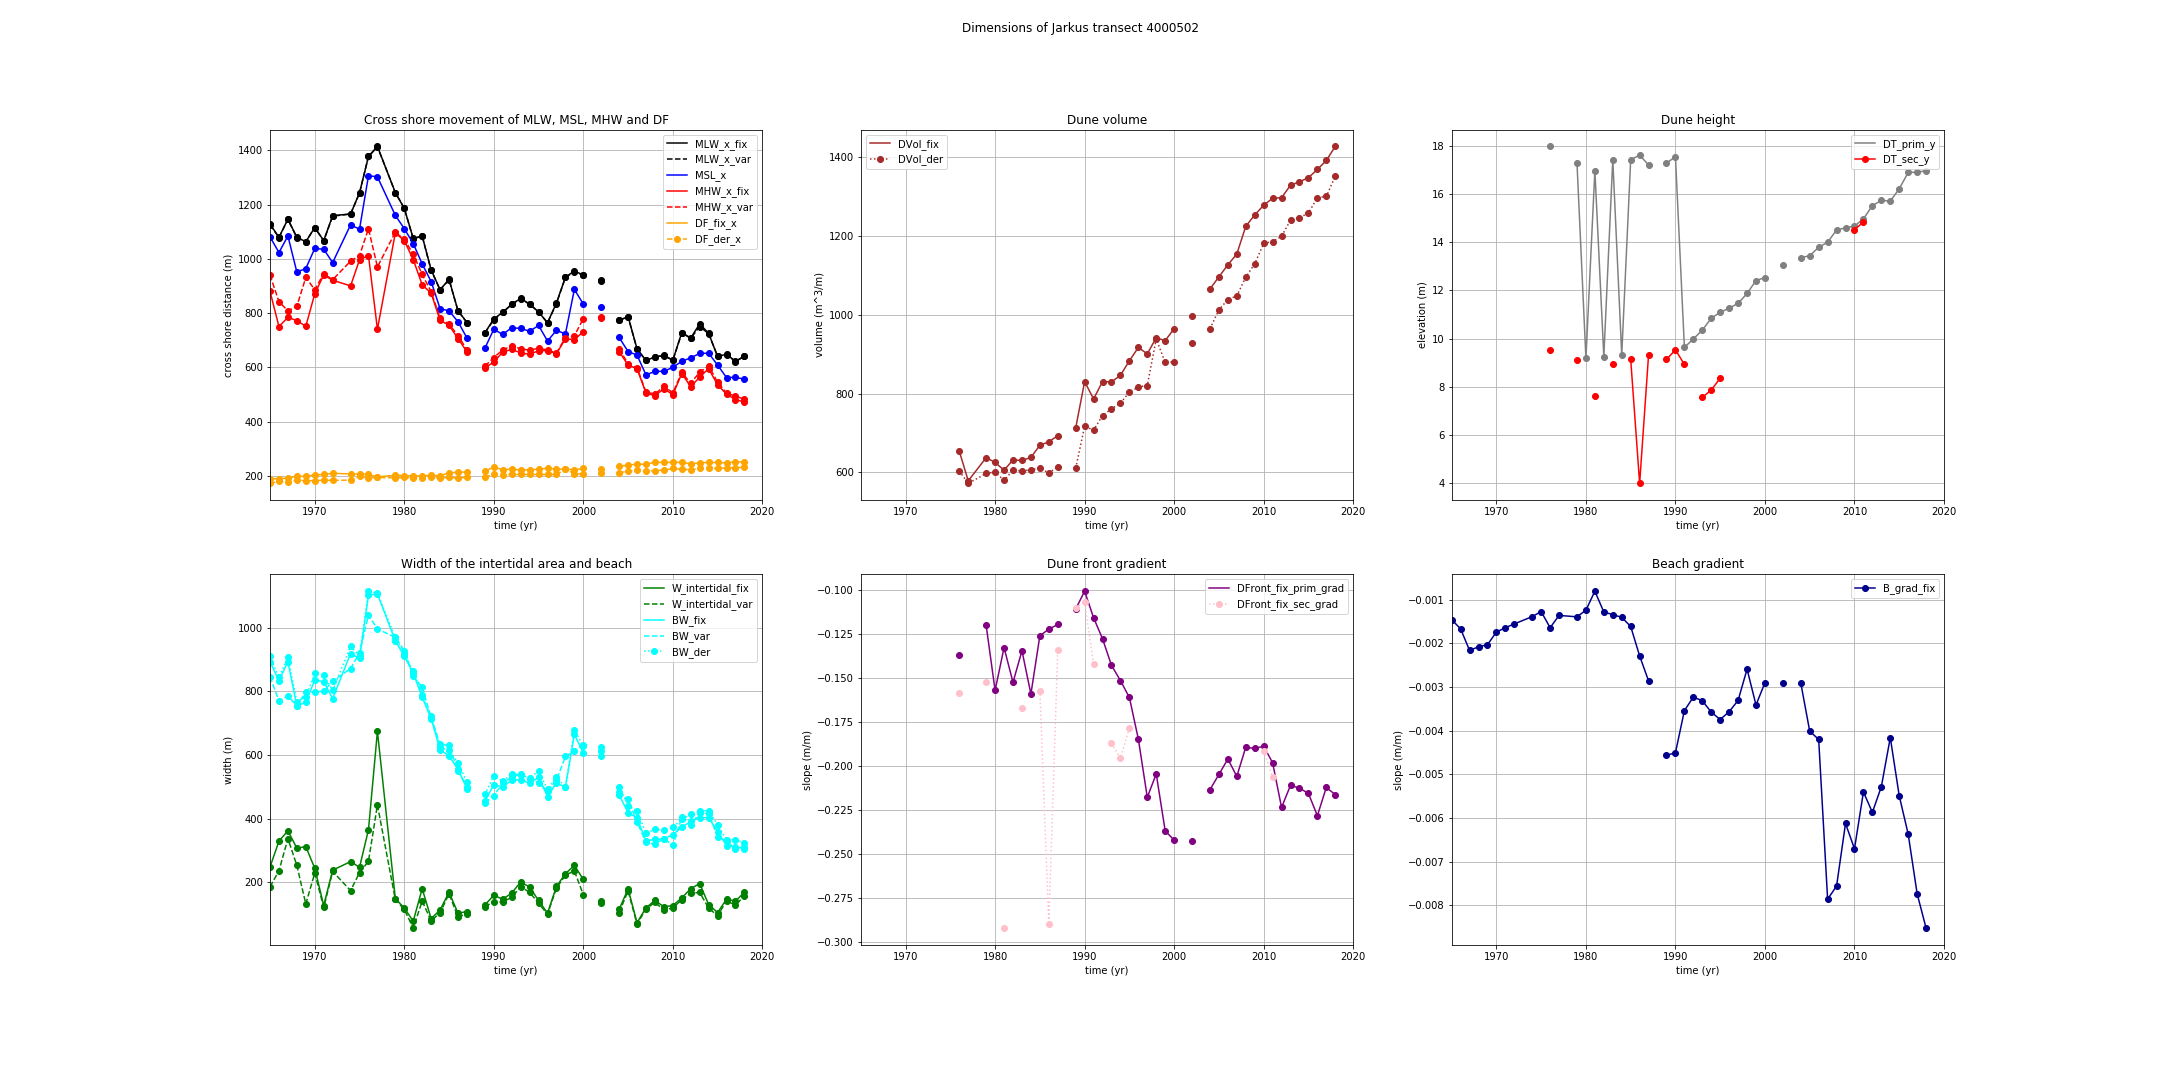 Dimensions of Jarkus transect 4000502
Cross shore movement of MLW, MSL, MHW and DF
cross shore distance (m)
1400
1200
1000
800
600
400
200
MLW_x_fix
MLW_x_var
MSL_x
MHW_x_fix
MHW_x_var
DF_fix_x
DF_der_x
1970 1980 1990 2000 2010 2020
time (yr)
Dune volume
volume (m^3/m)
1400
1200
1000
800
600
DVol_fix
DVol_der
1970 1980 1990 2000 2010 2020
time (yr)
Dune height
elevation (m)
18
16
14
12
10
8
6
4
DT_prim_y
DT_sec_y
1970 1980 1990 2000 2010 2020
time (yr)
Width of the intertidal area and beach
width (m)
1000
800
600
400
200
W_intertidal_fix
W_intertidal_var
BW_fix
BW_var
BW_der
1970 1980 1990 2000 2010 2020
time (yr)
Dune front gradient
slope (m/m)
−0.100
−0.125
−0.150
−0.175
−0.200
−0.225
−0.250
−0.275
−0.300
DFront_fix_prim_grad
DFront_fix_sec_grad
1970 1980 1990 2000 2010 2020
time (yr)
Beach gradient
slope (m/m)
−0.001
−0.002
−0.003
−0.004
−0.005
−0.006
−0.007
−0.008
B_grad_fix
1970 1980 1990 2000 2010 2020
time (yr)